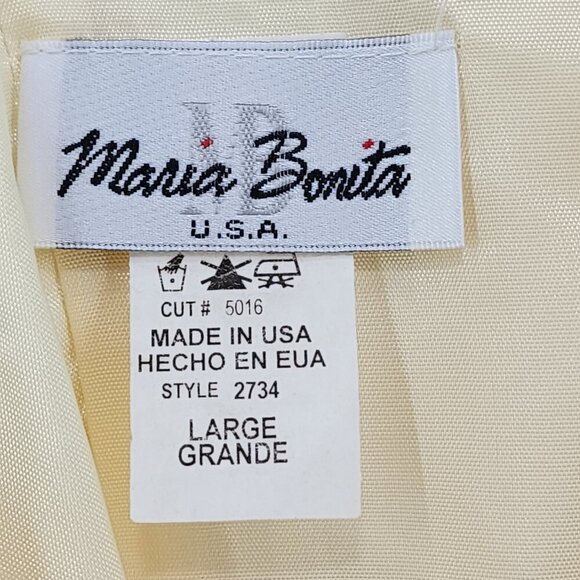 Maria Bonita
U.S.A.
CUT # 5016
MADE IN USA
HECHO EN EUA
STYLE 2734
LARGE
GRANDE